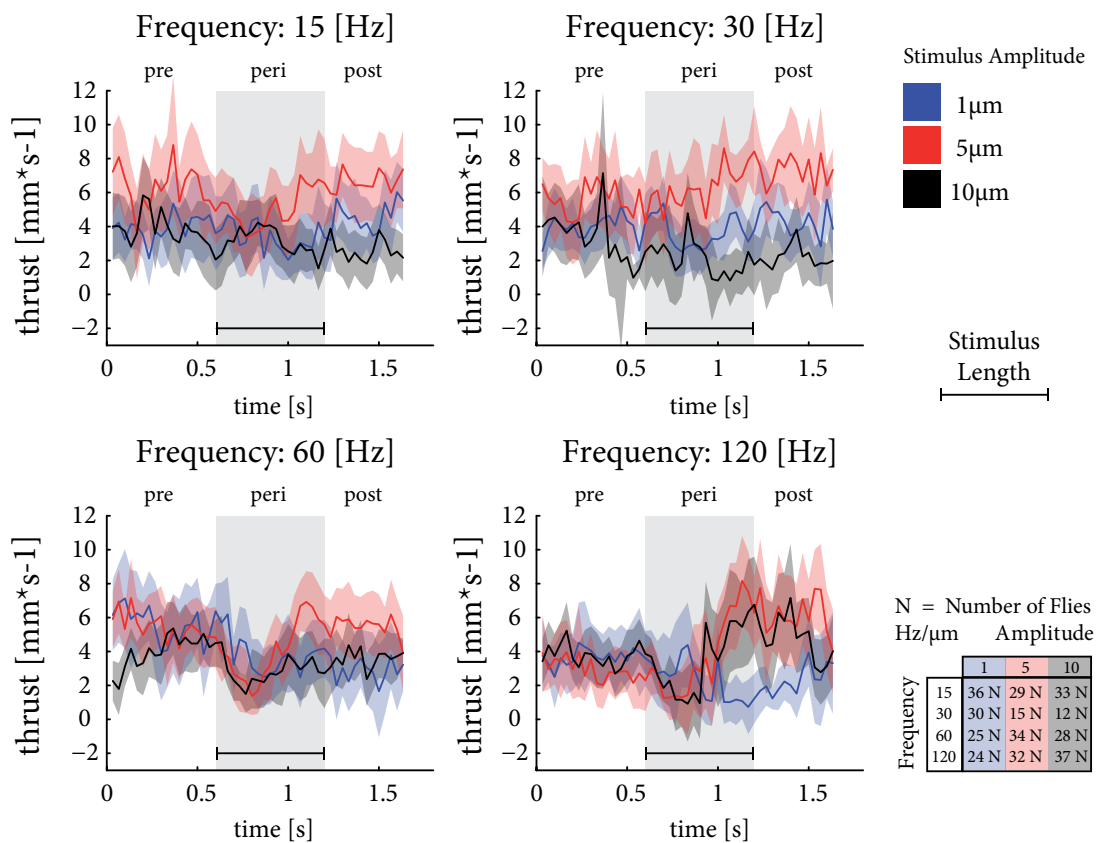 Frequency: 15 [Hz]
pre peri post
thrust [mm*s-1]
12
10
8
6
4
2
0
−2
0 0.5 1 1.5
time [s]
Frequency: 30 [Hz]
pre peri post
thrust [mm*s-1]
12
10
8
6
4
2
0
−2
0 0.5 1 1.5
time [s]
Stimulus Amplitude
1μm
5μm
10μm
Stimulus
Length
Frequency: 60 [Hz]
pre peri post
thrust [mm*s-1]
12
10
8
6
4
2
0
−2
0 0.5 1 1.5
time [s]
Frequency: 120 [Hz]
pre peri post
thrust [mm*s-1]
12
10
8
6
4
2
0
−2
0 0.5 1 1.5
time [s]
N = Number of Flies
Hz/μm Amplitude
1 5 10
Frequency
15 36 N 29 N 33 N
30 30 N 15 N 12 N
60 25 N 34 N 28 N
120 24 N 32 N 37 N